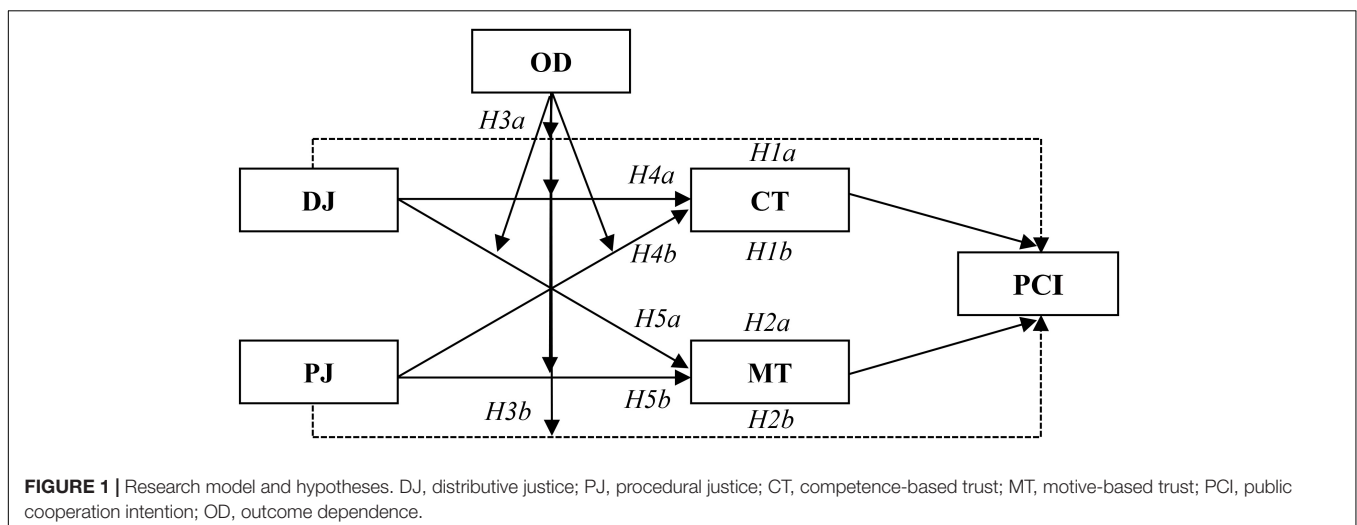 OD
H3a
H1a
DJ
H4a
CT
H4b
H1b
PCI
H5a
H2a
PJ
MT
H3b
H5b
H2b
FIGURE 1 | Research model and hypotheses. DJ, distributive justice; PJ, procedural justice; CT, competence-based trust; MT, motive-based trust; PCI, public
cooperation intention; OD, outcome dependence.